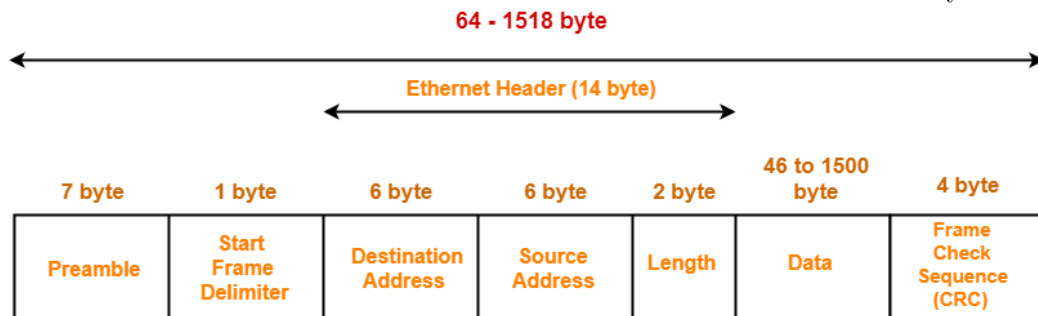 y
64 - 1518 byte
Ethernet Header (14 byte)
7 byte
1 byte
6 byte
6 byte
2 byte
46 to 1500
byte
4 byte
Preamble
Start
Frame
Delimiter
Destination
Address
Source
Address
Length
Data
Frame
Check
Sequence
(CRC)